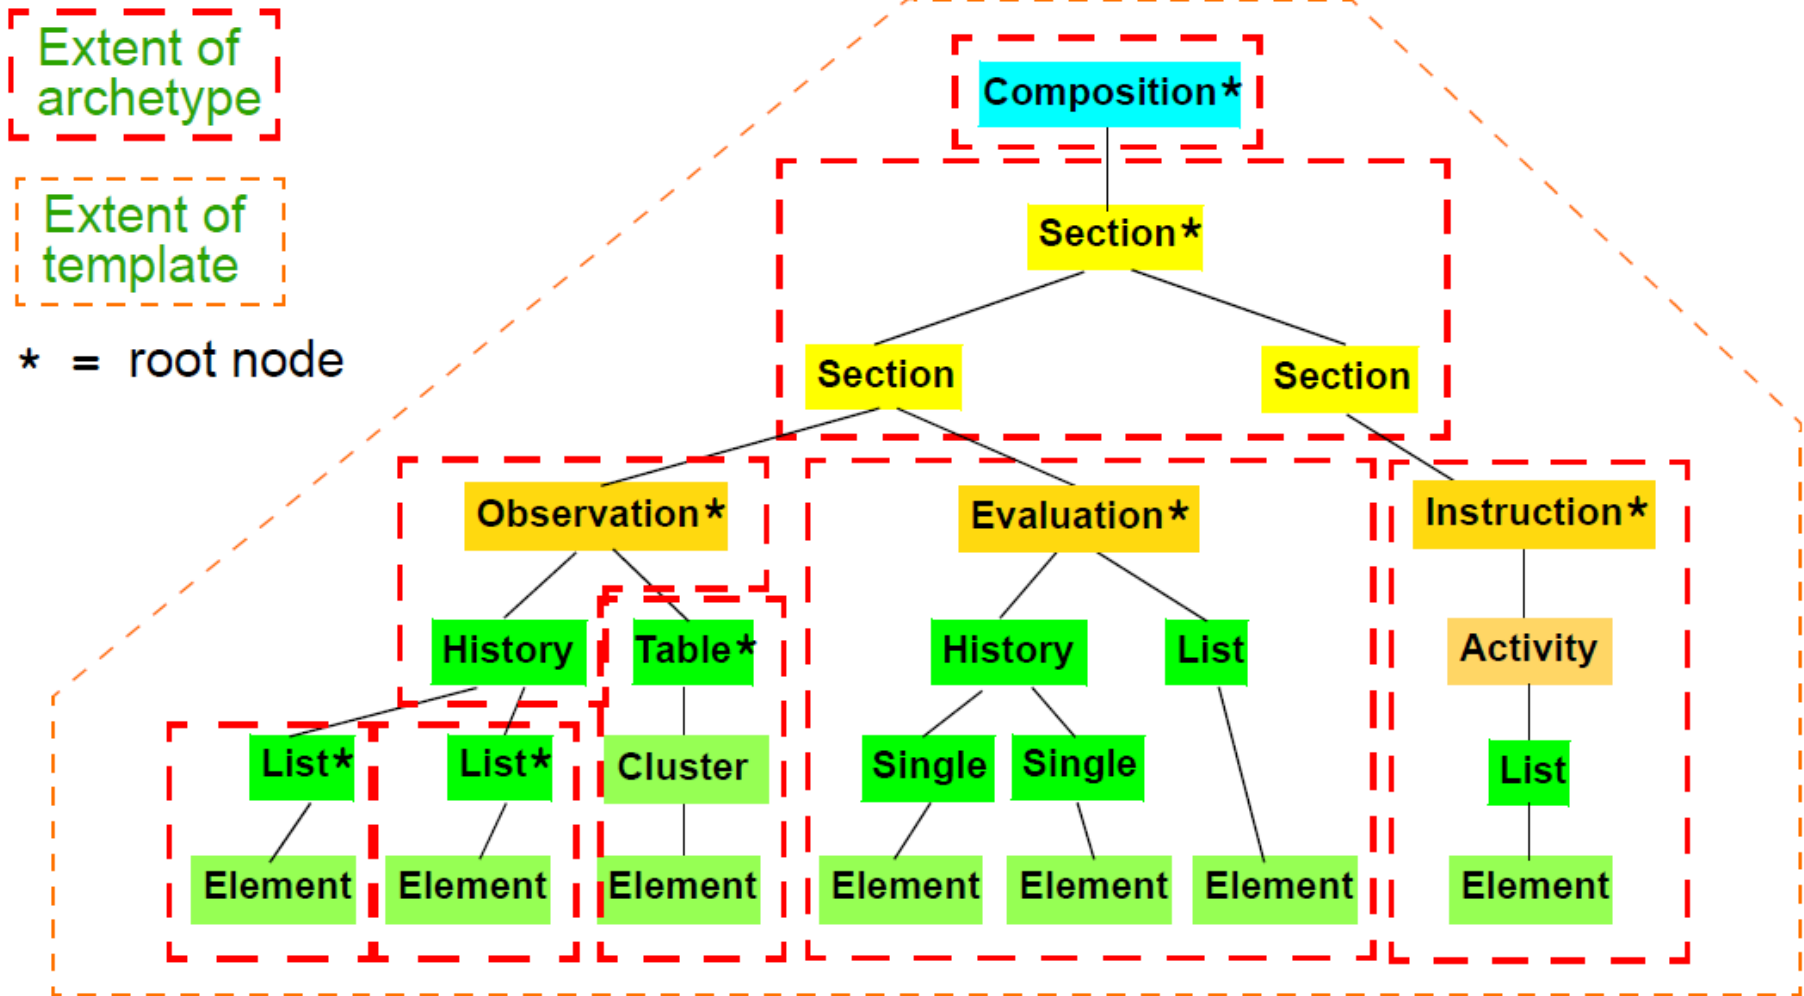 Extent of
archetype
Extent of
template
* = root node
Composition*
Section*
Section
Section
Observation*
Evaluation*
Instruction*
History
Table*
History
List
Activity
List*
List*
Cluster
Single
Single
List
Element
Element
Element
Element
Element
Element
Element